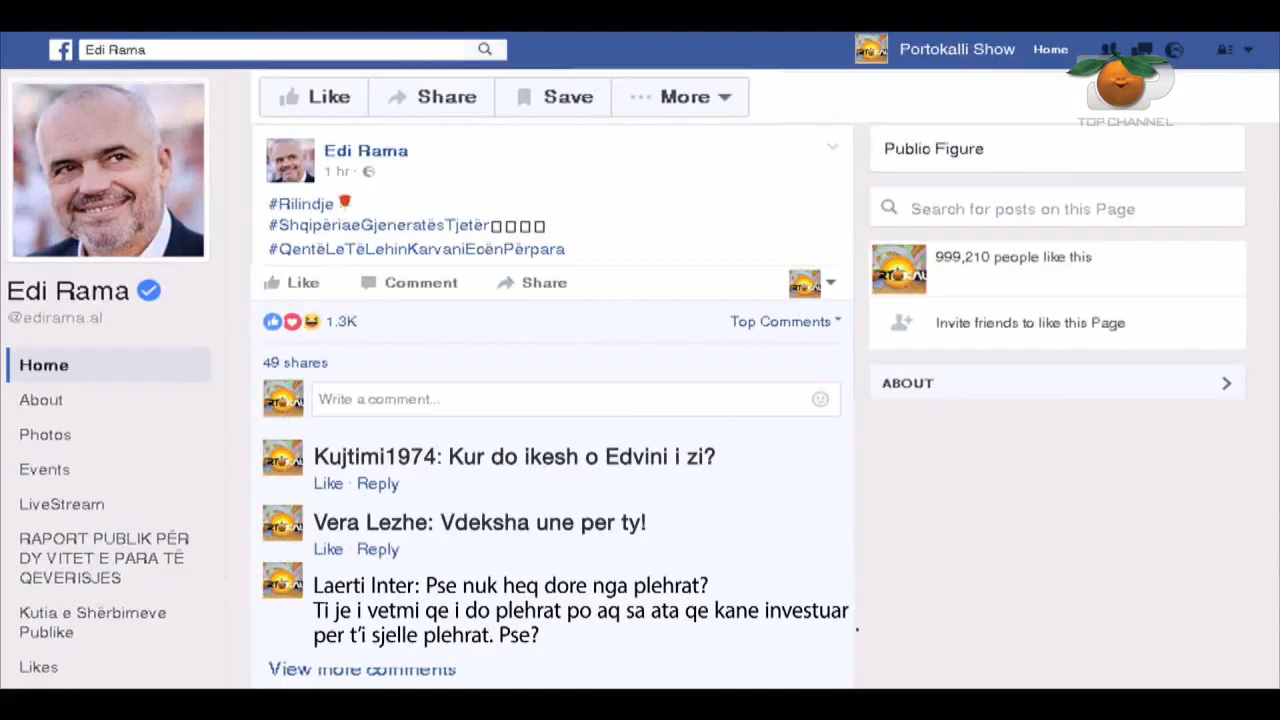 Edi Rama
Portokalli Show
Home
TOP CHANNEL
Like
Share
Save
More
Edi Rama
1 hr ·
#Rilindje
#ShqipëriaeGjeneratësTjetër
#QentëLeTëLehinKarvaniEcënPërpara
Like
Comment
Share
1.3K
Top Comments
49 shares
Write a comment...
Kujtimi1974: Kur do ikesh o Edvini i zi?
Like · Reply
Vera Lezhe: Vdeksha une per ty!
Like · Reply
Laerti Inter: Pse nuk heq dore nga plehrat?
Ti je i vetmi qe i do plehrat po aq sa ata qe kane investuar
per t'i sjelle plehrat. Pse?
View more comments
Edi Rama
@edirama.al
Home
About
Photos
Events
LiveStream
RAPORT PUBLIK PËR
DY VITET E PARA TË
QEVERISJES
Kutia e Shërbimeve
Publike
Likes
Public Figure
Search for posts on this Page
999,210 people like this
Invite friends to like this Page
ABOUT